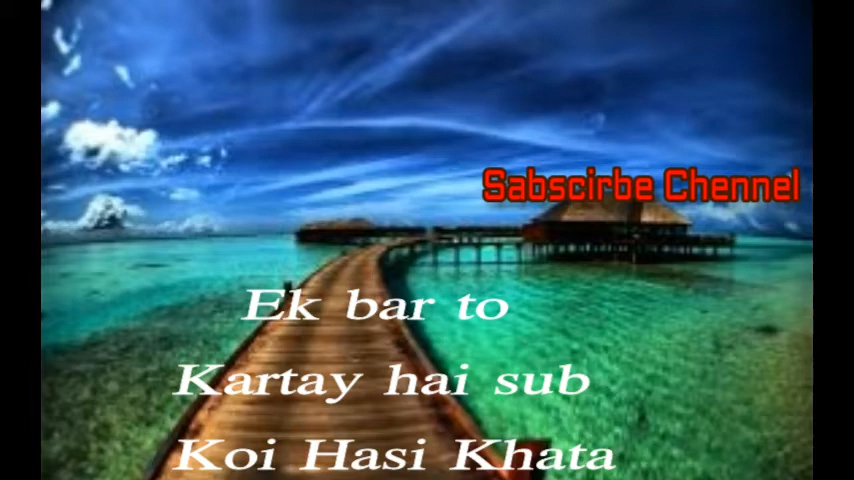 Sabscirbe Chennel
Ek bar to
Kartay hai sub
Koi Hasi Khata